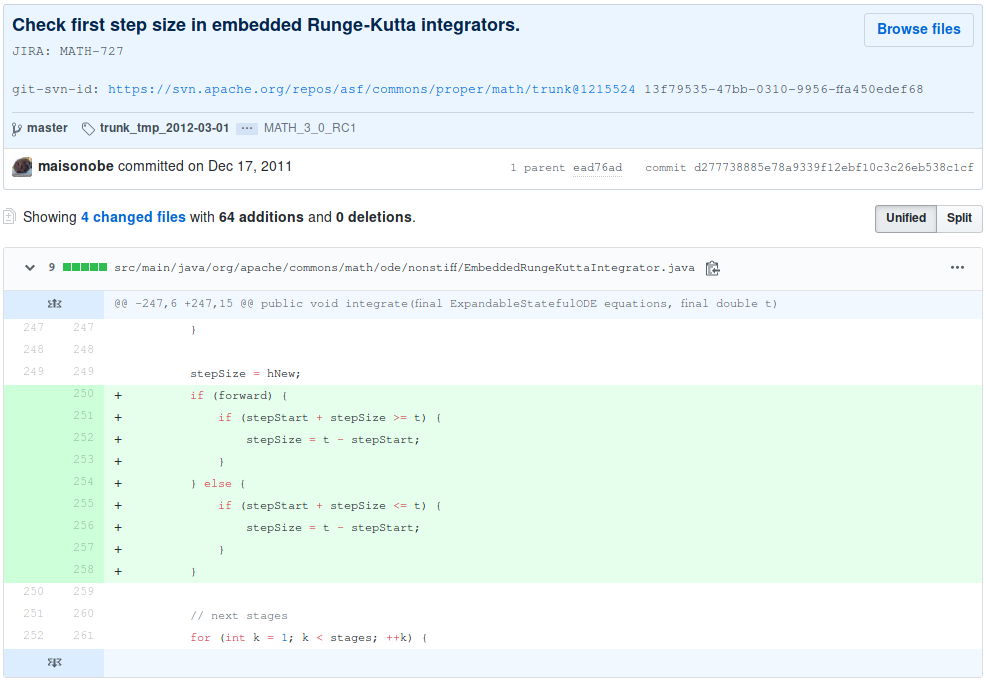 Check first step size in embedded Runge-Kutta integrators.
Browse files
JIRA: MATH-727
git-svn-id: https://svn.apache.org/repos/asf/commons/proper/math/trunk@1215524 13f79535-47bb-0310-9956-ffa450edef68
master trunk_tmp_2012-03-01 ... MATH_3_0_RC1
maisonobe committed on Dec 17, 2011 1 parent ead76ad commit d277738885e78a9339f12ebf10c3c26eb538c1cf
Showing 4 changed files with 64 additions and 0 deletions. Unified Split
9 src/main/java/org/apache/commons/math/ode/nonstiff/EmbeddedRungeKuttaIntegrator.java ...
@@ -247,6 +247,15 @@ public void integrate(final ExpandableStatefulODE equations, final double t)
247 247 }
248 248
249 249 stepSize = hNew;
250 + if (forward) {
251 + if (stepStart + stepSize >= t) {
252 + stepSize = t - stepStart;
253 + }
254 + } else {
255 + if (stepStart + stepSize <= t) {
256 + stepSize = t - stepStart;
257 + }
258 + }
250 259
251 260 // next stages
252 261 for (int k = 1; k < stages; ++k) {